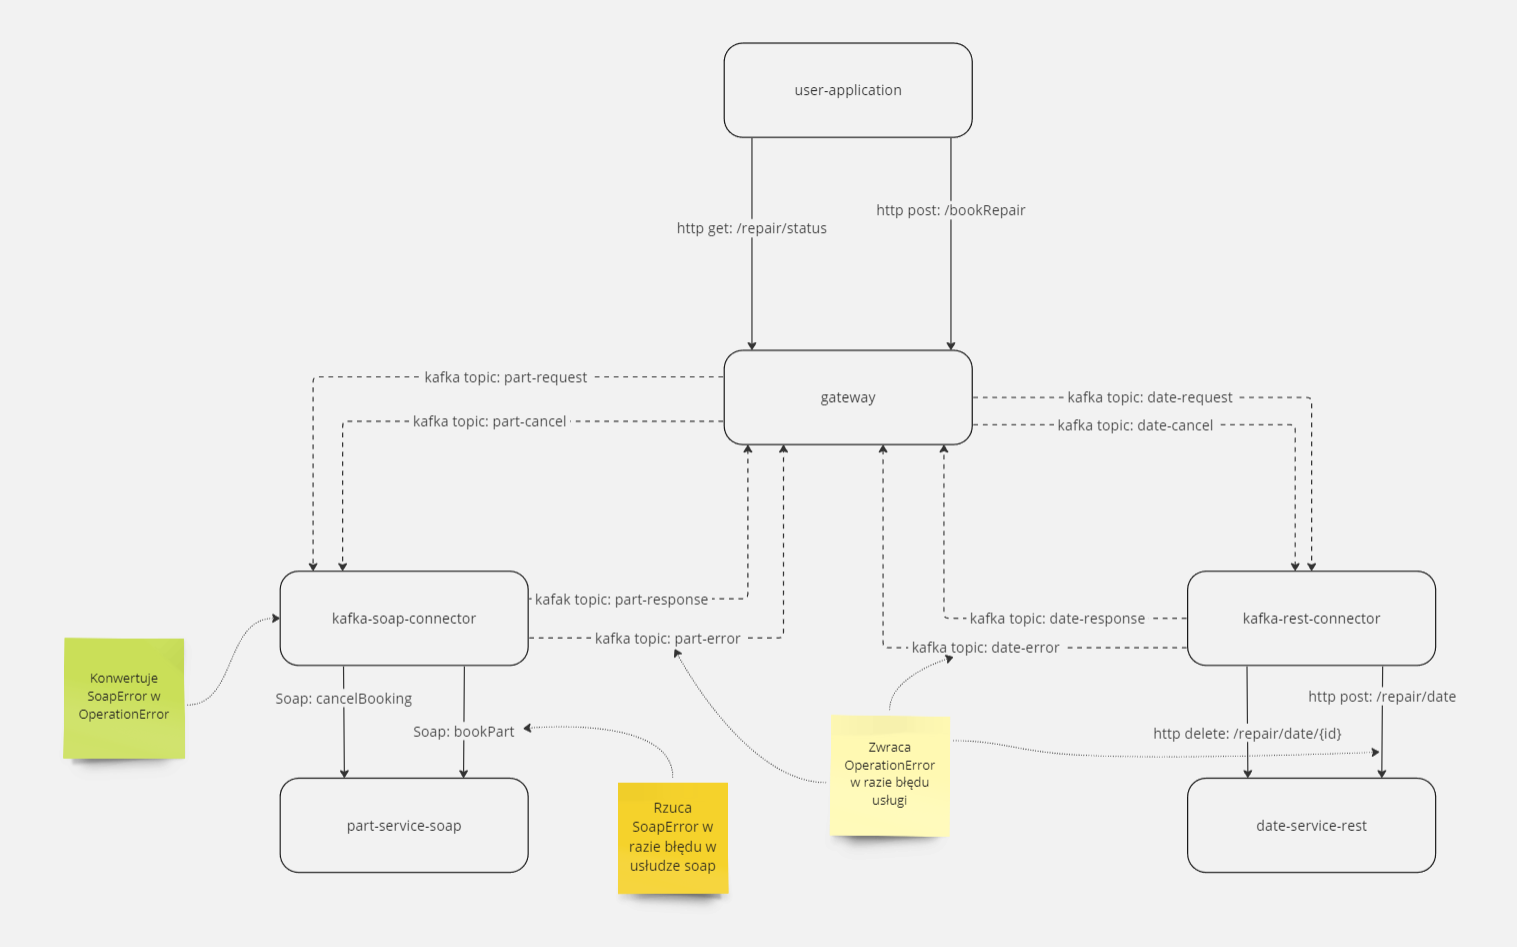 user-application
http post: /bookRepair
http get: /repair/status
kafka topic: part-request
gateway
kafka topic: date-request
kafka topic: part-cancel
kafka topic: date-cancel
kafak topic: part-response
kafka-soap-connector
kafka topic: date-response
kafka-rest-connector
kafka topic: part-error
kafka topic: date-error
Konwertuje
SoapError w
OperationError
Soap: cancelBooking
http post: /repair/date
Soap: bookPart
http delete: /repair/date/{id}
Zwraca
OperationError
w razie błędu
usługi
Rzuca
SoapError w
razie błędu w
usłudze soap
part-service-soap
date-service-rest